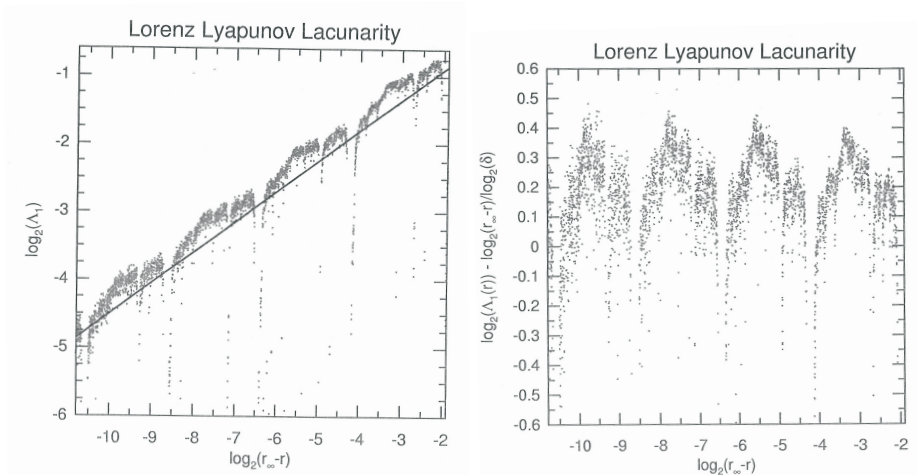 Lorenz Lyapunov Lacunarity
-1
-2
-3
-4
-5
-6
log₂(Λ₁)
-10 -9 -8 -7 -6 -5 -4 -3 -2
log₂(r∞-r)
Lorenz Lyapunov Lacunarity
0.6
0.5
0.4
0.3
0.2
0.1
0
-0.1
-0.2
-0.3
-0.4
-0.5
-0.6
log₂(Λ₁(r)) - log₂(r∞-r)/log₂(δ)
-10 -9 -8 -7 -6 -5 -4 -3 -2
log₂(r∞-r)